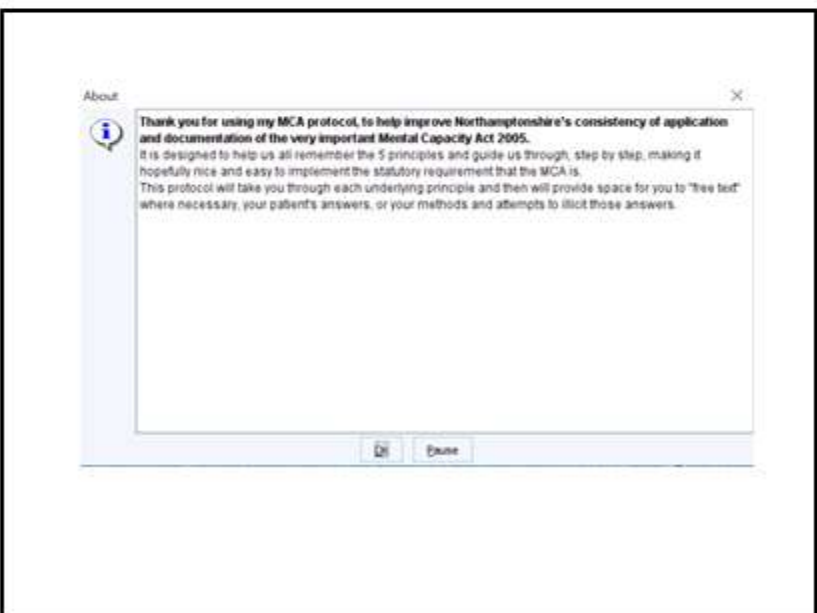 About
Thank you for using my MCA protocol, to help improve Northamptonshire's consistency of application
and documentation of the very important Mental Capacity Act 2005.
It is designed to help us all remember the 5 principles and guide us through, step by step, making it
hopefully nice and easy to implement the statutory requirement that the MCA is.
This protocol will take you through each underlying principle and then will provide space for you to "free text"
where necessary, your patient's answers, or your methods and attempts to illicit those answers.
Pause